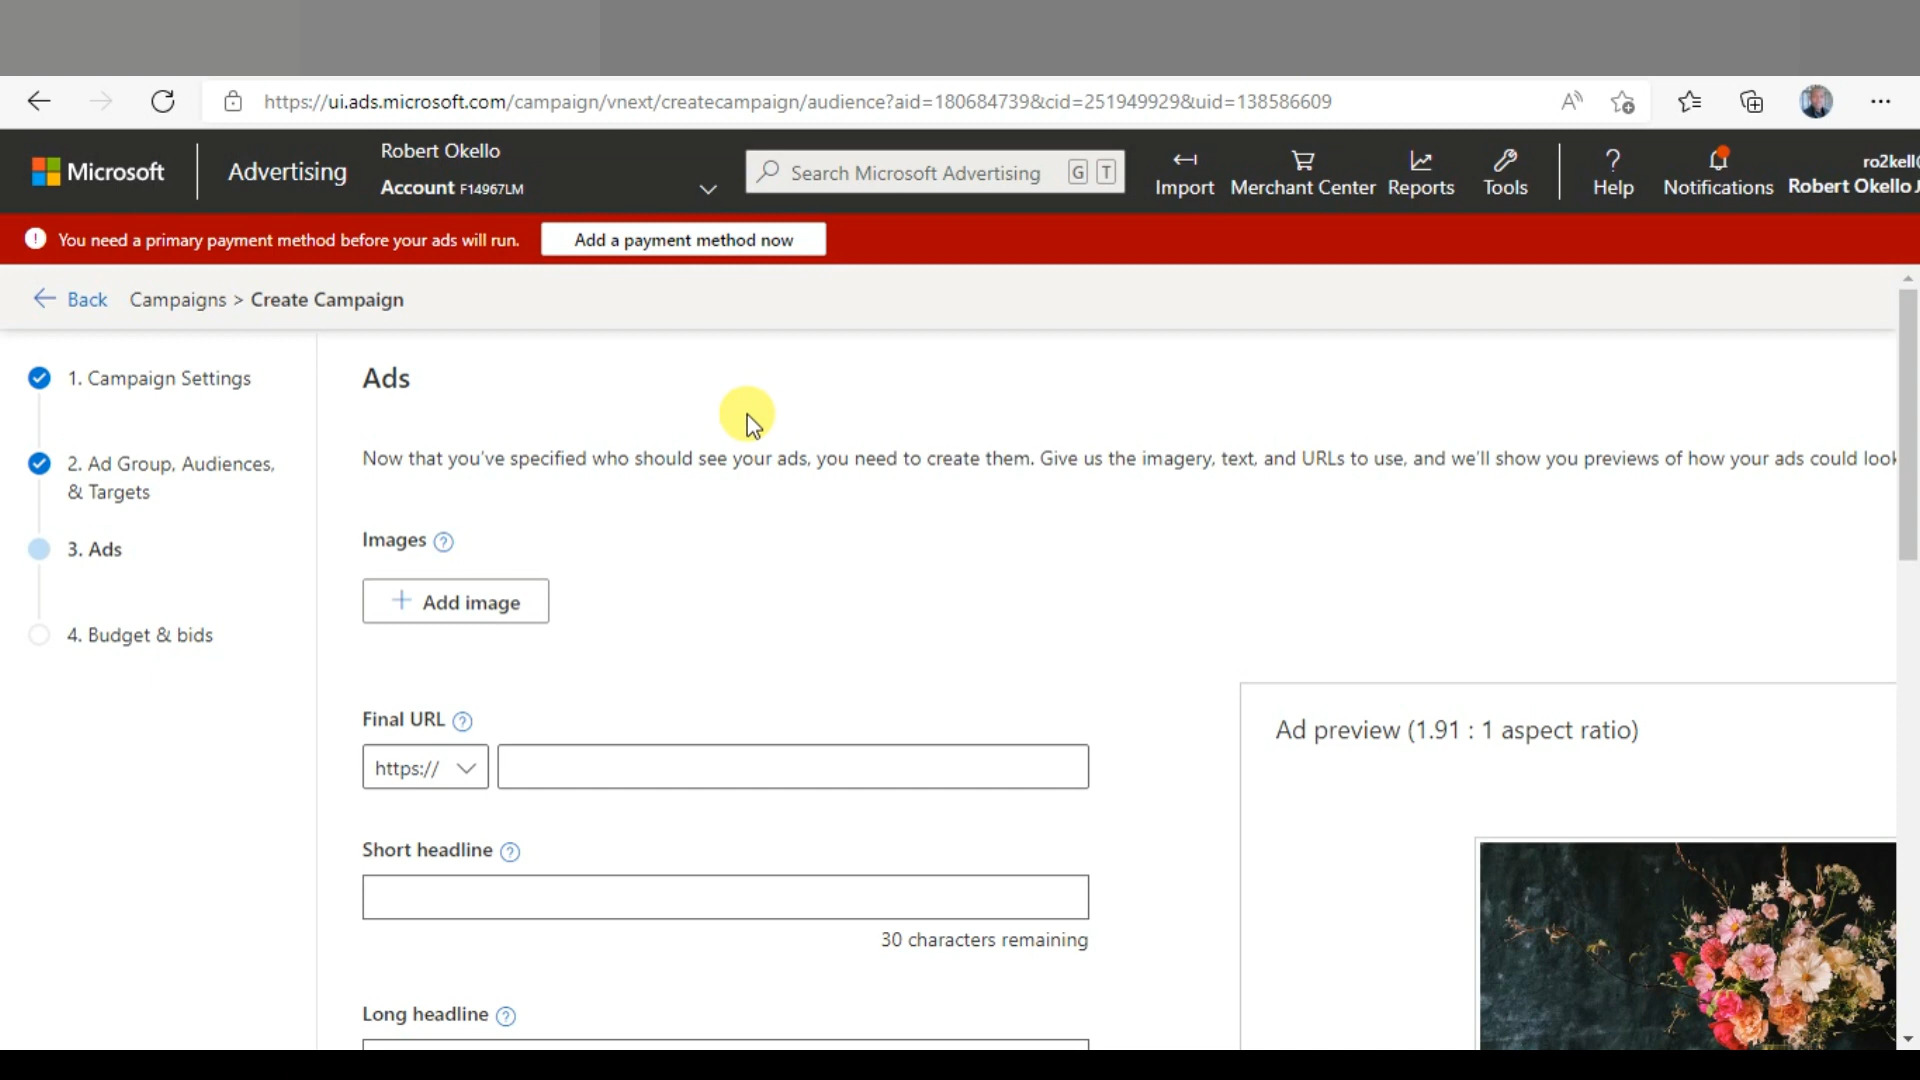 https://ui.ads.microsoft.com/campaign/vnext/createcampaign/audience?aid=180684739&cid=251949929&uid=138586609
Microsoft
Advertising
Robert Okello
Account F14967LM
Search Microsoft Advertising
G T
Import
Merchant Center
Reports
Tools
Help
Notifications
ro2kell
Robert Okello
You need a primary payment method before your ads will run.
Add a payment method now
Back
Campaigns > Create Campaign
1. Campaign Settings
2. Ad Group, Audiences,
& Targets
3. Ads
4. Budget & bids
Ads
Now that you've specified who should see your ads, you need to create them. Give us the imagery, text, and URLs to use, and we'll show you previews of how your ads could look
Images
Add image
Final URL
https://
Short headline
30 characters remaining
Long headline
Ad preview (1.91 : 1 aspect ratio)